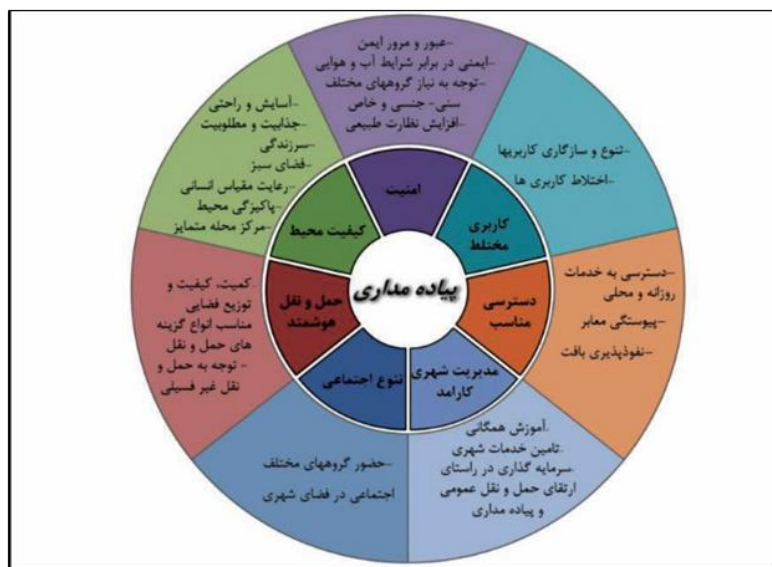 پیاده مداری
امنیت
-عبور و مرور ایمن
-ایمنی در برابر شرایط آب و هوایی
-توجه به نیاز گروههای مختلف
سنی- جنسی و خاص
-افزایش نظارت طبیعی
کاربری
مختلط
-تنوع و سازگاری کاربریها
-اختلاط کاربری ها
دسترسی
مناسب
-دسترسی به خدمات
روزانه و محلی
-پیوستگی معابر
-نفوذپذیری بافت
مدیریت شهری
کارامد
-آموزش همگانی
-تامین خدمات شهری
-سرمایه گذاری در راستای
ارتقای حمل و نقل عمومی
و پیاده مداری
تنوع اجتماعی
-حضور گروههای مختلف
اجتماعی در فضای شهری
حمل و نقل
هوشمند
-کمیت، کیفیت و
توزیع فضایی
مناسب انواع گزینه
های حمل و نقل
- توجه به حمل و
نقل غیر فسیلی
کیفیت محیط
-آسایش و راحتی
-جذابیت و مطلوبیت
-سرزندگی
-فضای سبز
-رعایت مقیاس انسانی
-پاکیزگی محیط
-مرکز محله متمایز